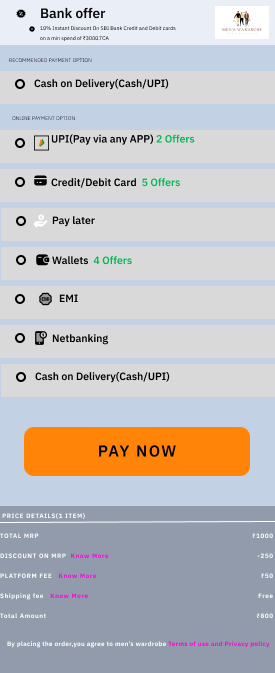 Bank offer
10% Instant Discount On SBI Bank Credit and Debit cards
on a min spend of ₹3000.TCA
MEN'S WARDROBE
RECOMMENDED PAYMENT OPTION
Cash on Delivery(Cash/UPI)
ONLINE PAYMENT OPTION
UPI(Pay via any APP) 2 Offers
Credit/Debit Card 5 Offers
Pay later
Wallets 4 Offers
EMI
Netbanking
Cash on Delivery(Cash/UPI)
PAY NOW
PRICE DETAILS(1 ITEM)
TOTAL MRP ₹1000
DISCOUNT ON MRP Know More -250
PLATFORM FEE Know More ₹50
Shipping fee Know More Free
Total Amount ₹800
By placing the order,you agree to men's wardrobe Terms of use and Privacy policy